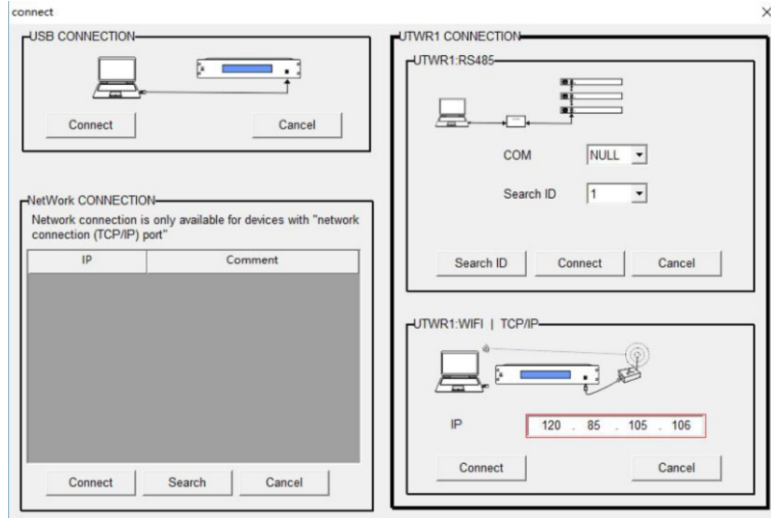 connect
USB CONNECTION
Connect Cancel
NetWork CONNECTION
Network connection is only available for devices with "network
connection (TCP/IP) port"
IP Comment
Connect Search Cancel
UTWR1 CONNECTION
UTWR1:RS485
COM NULL
Search ID 1
Search ID Connect Cancel
UTWR1:WIFI | TCP/IP
IP 120 . 85 . 105 . 106
Connect Cancel